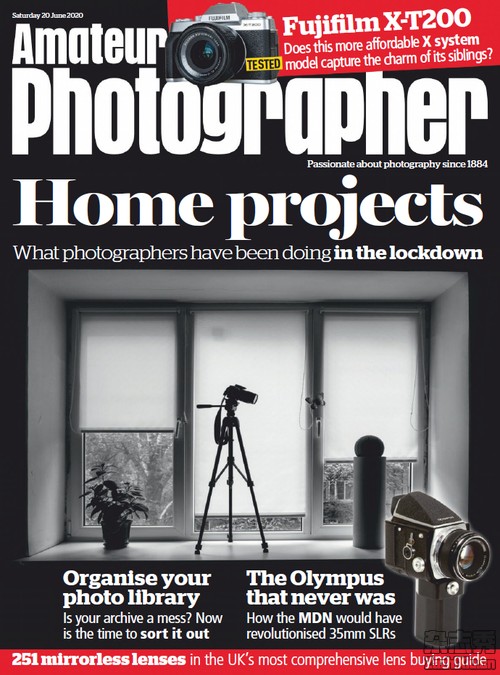 Saturday 20 June 2020
Amateur
Photographer
FUJIFILM
X-T200
TESTED
Fujifilm X-T200
Does this more affordable X system
model capture the charm of its siblings?
Passionate about photography since 1884
Home projects
What photographers have been doing in the lockdown
Organise your
photo library
Is your archive a mess? Now
is the time to sort it out
The Olympus
that never was
How the MDN would have
revolutionised 35mm SLRs
251 mirrorless lenses in the UK's most comprehensive lens buying guide